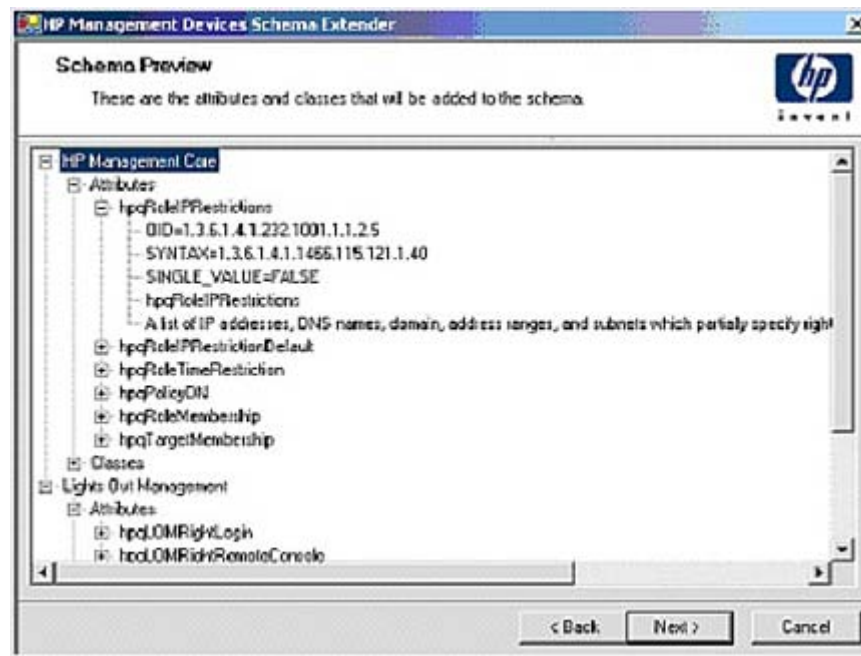 HP Management Devices Schema Extender
Schema Preview
These are the attributes and classes that will be added to the schema.
hp
invent
HP Management Core
Attributes
hpqRoleIPRestrictions
OID=1.3.6.1.4.1.232.1001.1.1.2.5
SYNTAX=1.3.6.1.4.1.1466.115.121.1.40
SINGLE_VALUE=FALSE
hpqRoleIPRestrictions
A list of IP addresses, DNS names, domain, address ranges, and subnets which partialy specify right
hpqRoleIPRestrictionDefault
hpqRoleTimeRestriction
hpqPolicyDN
hpqRoleMembership
hpqTargetMembership
Classes
Lights Out Management
Attributes
hpqLOMRightLogin
hpqLOMRightRemoteConsole
< Back
Next >
Cancel